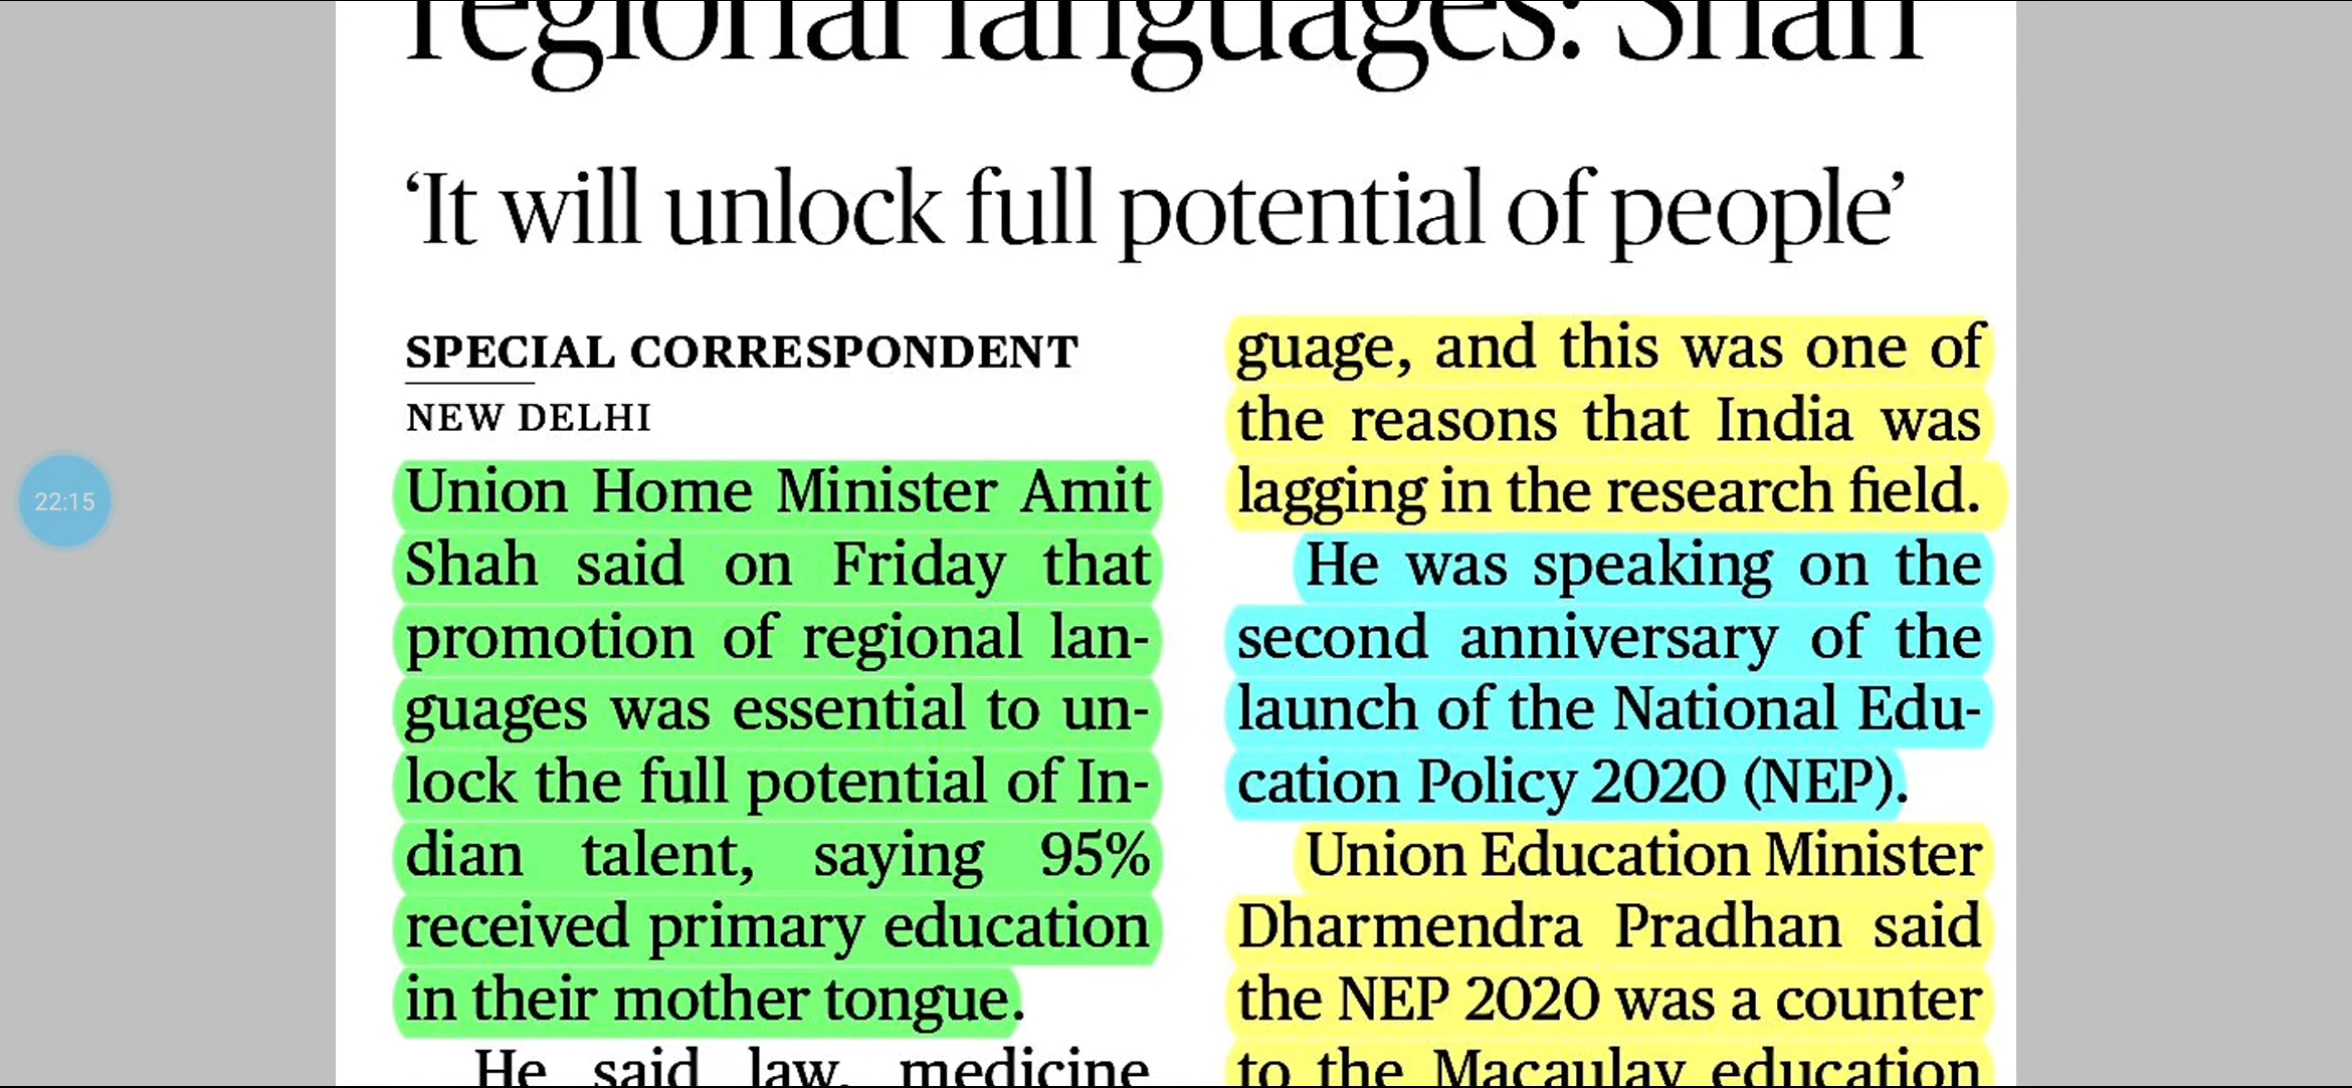 regional languages: Shah
‘It will unlock full potential of people’
SPECIAL CORRESPONDENT
NEW DELHI
Union Home Minister Amit
Shah said on Friday that
promotion of regional lan-
guages was essential to un-
lock the full potential of In-
dian talent, saying 95%
received primary education
in their mother tongue.
He said law, medicine
guage, and this was one of
the reasons that India was
lagging in the research field.
He was speaking on the
second anniversary of the
launch of the National Edu-
cation Policy 2020 (NEP).
Union Education Minister
Dharmendra Pradhan said
the NEP 2020 was a counter
to the Macaulay education
22:15